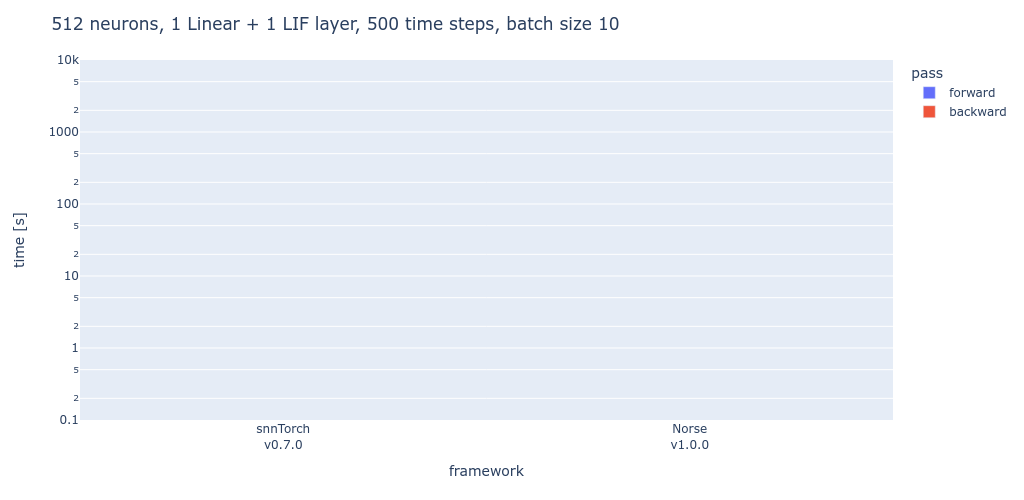 512 neurons, 1 Linear + 1 LIF layer, 500 time steps, batch size 10
10k
5
2
1000
5
2
100
5
2
10
5
2
1
5
2
0.1
time [s]
snnTorch
v0.7.0
Norse
v1.0.0
framework
pass
forward
backward